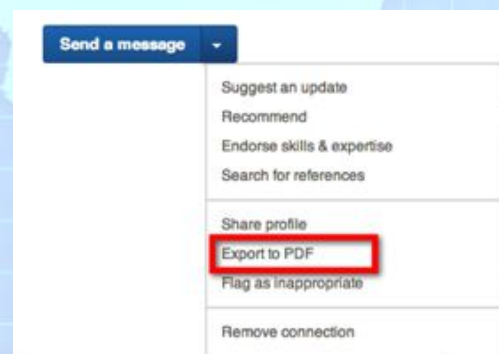 Send a message
Suggest an update
Recommend
Endorse skills & expertise
Search for references
Share profile
Export to PDF
Flag as inappropriate
Remove connection